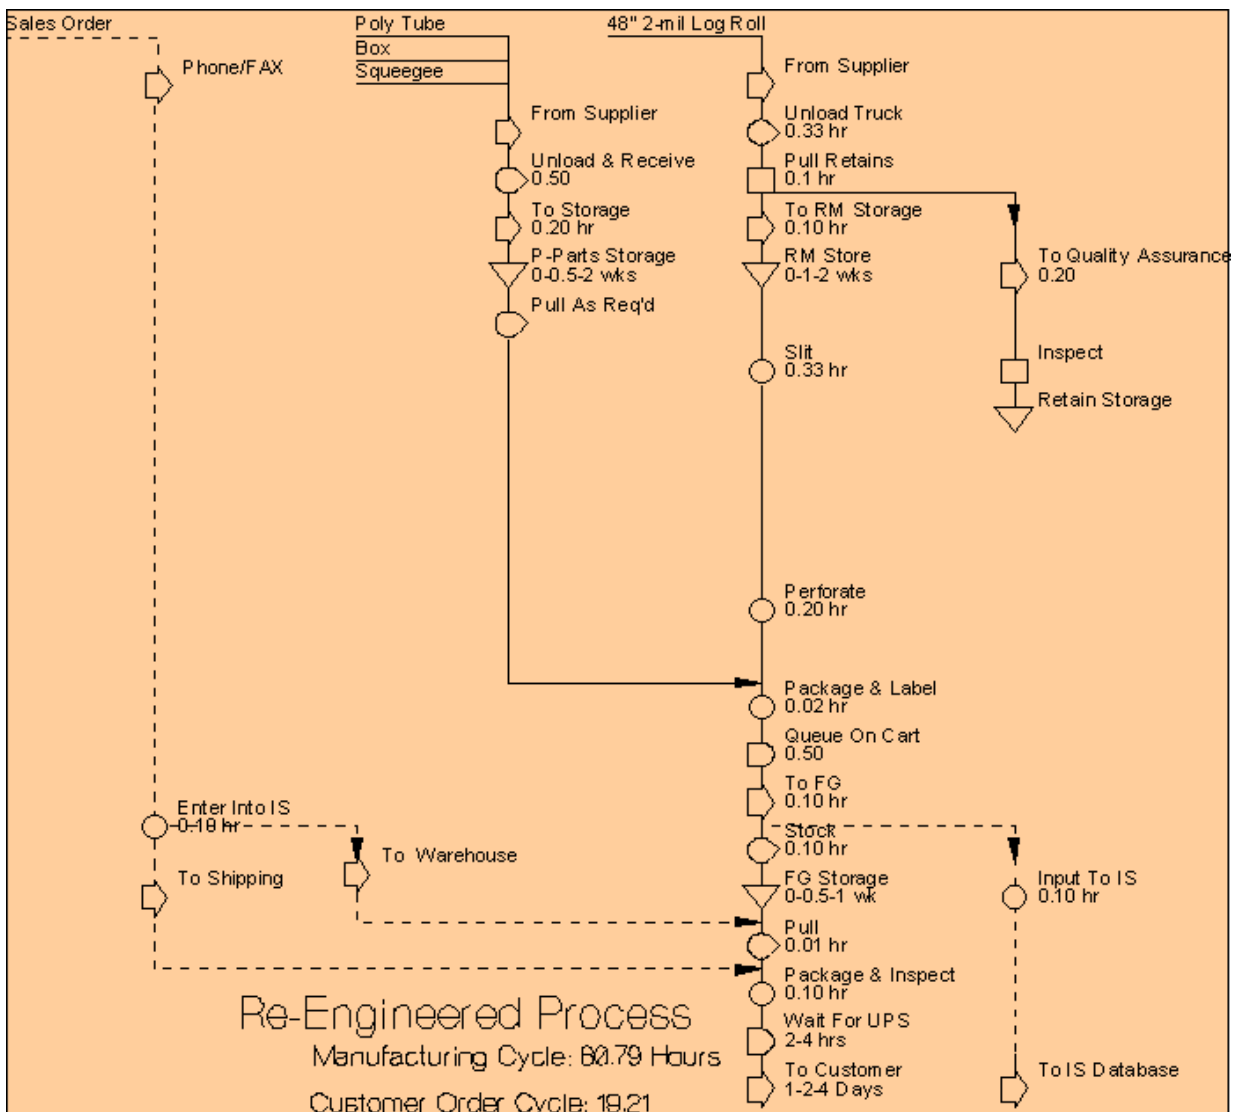 Sales Order
Phone/FAX
Enter Into IS
0.18 hr
To Shipping
To Warehouse
Poly Tube
Box
Squeegee
From Supplier
Unload & Receive
0.50
To Storage
0.20 hr
P-Parts Storage
0-0.5-2 wks
Pull As Req'd
48" 2-mil Log Roll
From Supplier
Unload Truck
0.33 hr
Pull Retains
0.1 hr
To RM Storage
0.10 hr
RM Store
0-1-2 wks
Slit
0.33 hr
Perforate
0.20 hr
Package & Label
0.02 hr
Queue On Cart
0.50
To FG
0.10 hr
Stock
0.10 hr
FG Storage
0-0.5-1 wk
Pull
0.01 hr
Package & Inspect
0.10 hr
Wait For UPS
2-4 hrs
To Customer
1-2-4 Days
To Quality Assurance
0.20
Inspect
Retain Storage
Input To IS
0.10 hr
To IS Database
Re-Engineered Process
Manufacturing Cycle: 60.79 Hours
Customer Order Cycle: 19.21